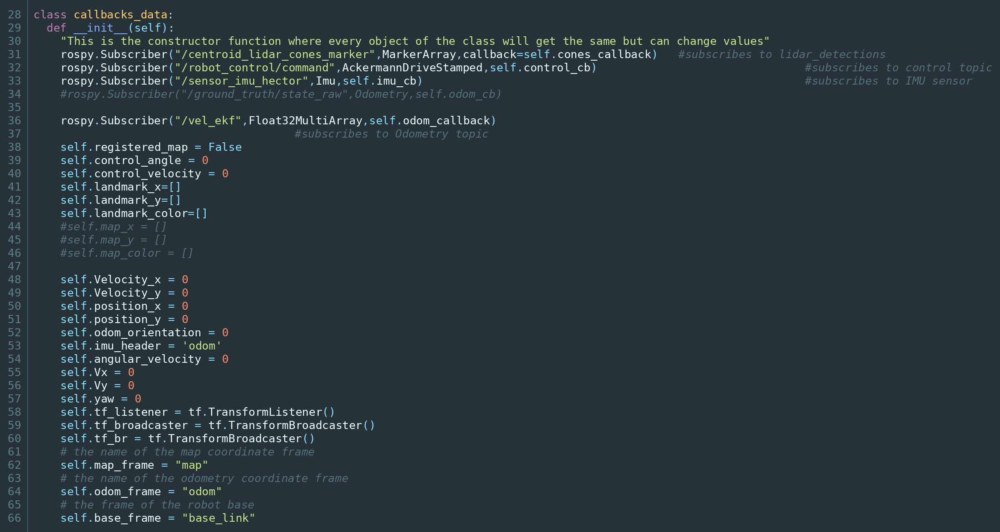 28 class callbacks_data:
29   def __init__(self):
30     "This is the constructor function where every object of the class will get the same but can change values"
31     rospy.Subscriber("/centroid_lidar_cones_marker",MarkerArray,callback=self.cones_callback)   #subscribes to lidar_detections
32     rospy.Subscriber("/robot_control/command",AckermannDriveStamped,self.control_cb)                               #subscribes to control topic
33     rospy.Subscriber("/sensor_imu_hector",Imu,self.imu_cb)                                                         #subscribes to IMU sensor
34     #rospy.Subscriber("/ground_truth/state_raw",Odometry,self.odom_cb)
35
36     rospy.Subscriber("/vel_ekf",Float32MultiArray,self.odom_callback)
37                                        #subscribes to Odometry topic
38     self.registered_map = False
39     self.control_angle = 0
40     self.control_velocity = 0
41     self.landmark_x=[]
42     self.landmark_y=[]
43     self.landmark_color=[]
44     #self.map_x = []
45     #self.map_y = []
46     #self.map_color = []
47
48     self.Velocity_x = 0
49     self.Velocity_y = 0
50     self.position_x = 0
51     self.position_y = 0
52     self.odom_orientation = 0
53     self.imu_header = 'odom'
54     self.angular_velocity = 0
55     self.Vx = 0
56     self.Vy = 0
57     self.yaw = 0
58     self.tf_listener = tf.TransformListener()
59     self.tf_broadcaster = tf.TransformBroadcaster()
60     self.tf_br = tf.TransformBroadcaster()
61     # the name of the map coordinate frame
62     self.map_frame = "map"
63     # the name of the odometry coordinate frame
64     self.odom_frame = "odom"
65     # the frame of the robot base
66     self.base_frame = "base_link"